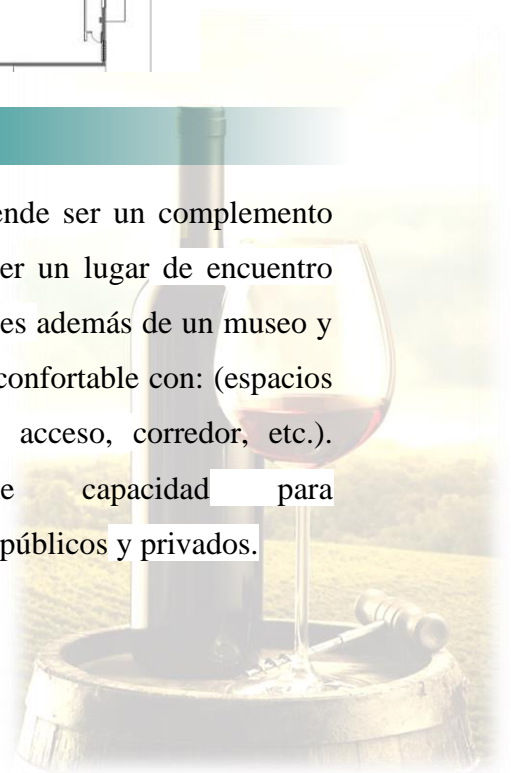 ende ser un complemento
er un lugar de encuentro
es además de un museo y
confortable con: (espacios
acceso, corredor, etc.).
e capacidad para
públicos y privados.